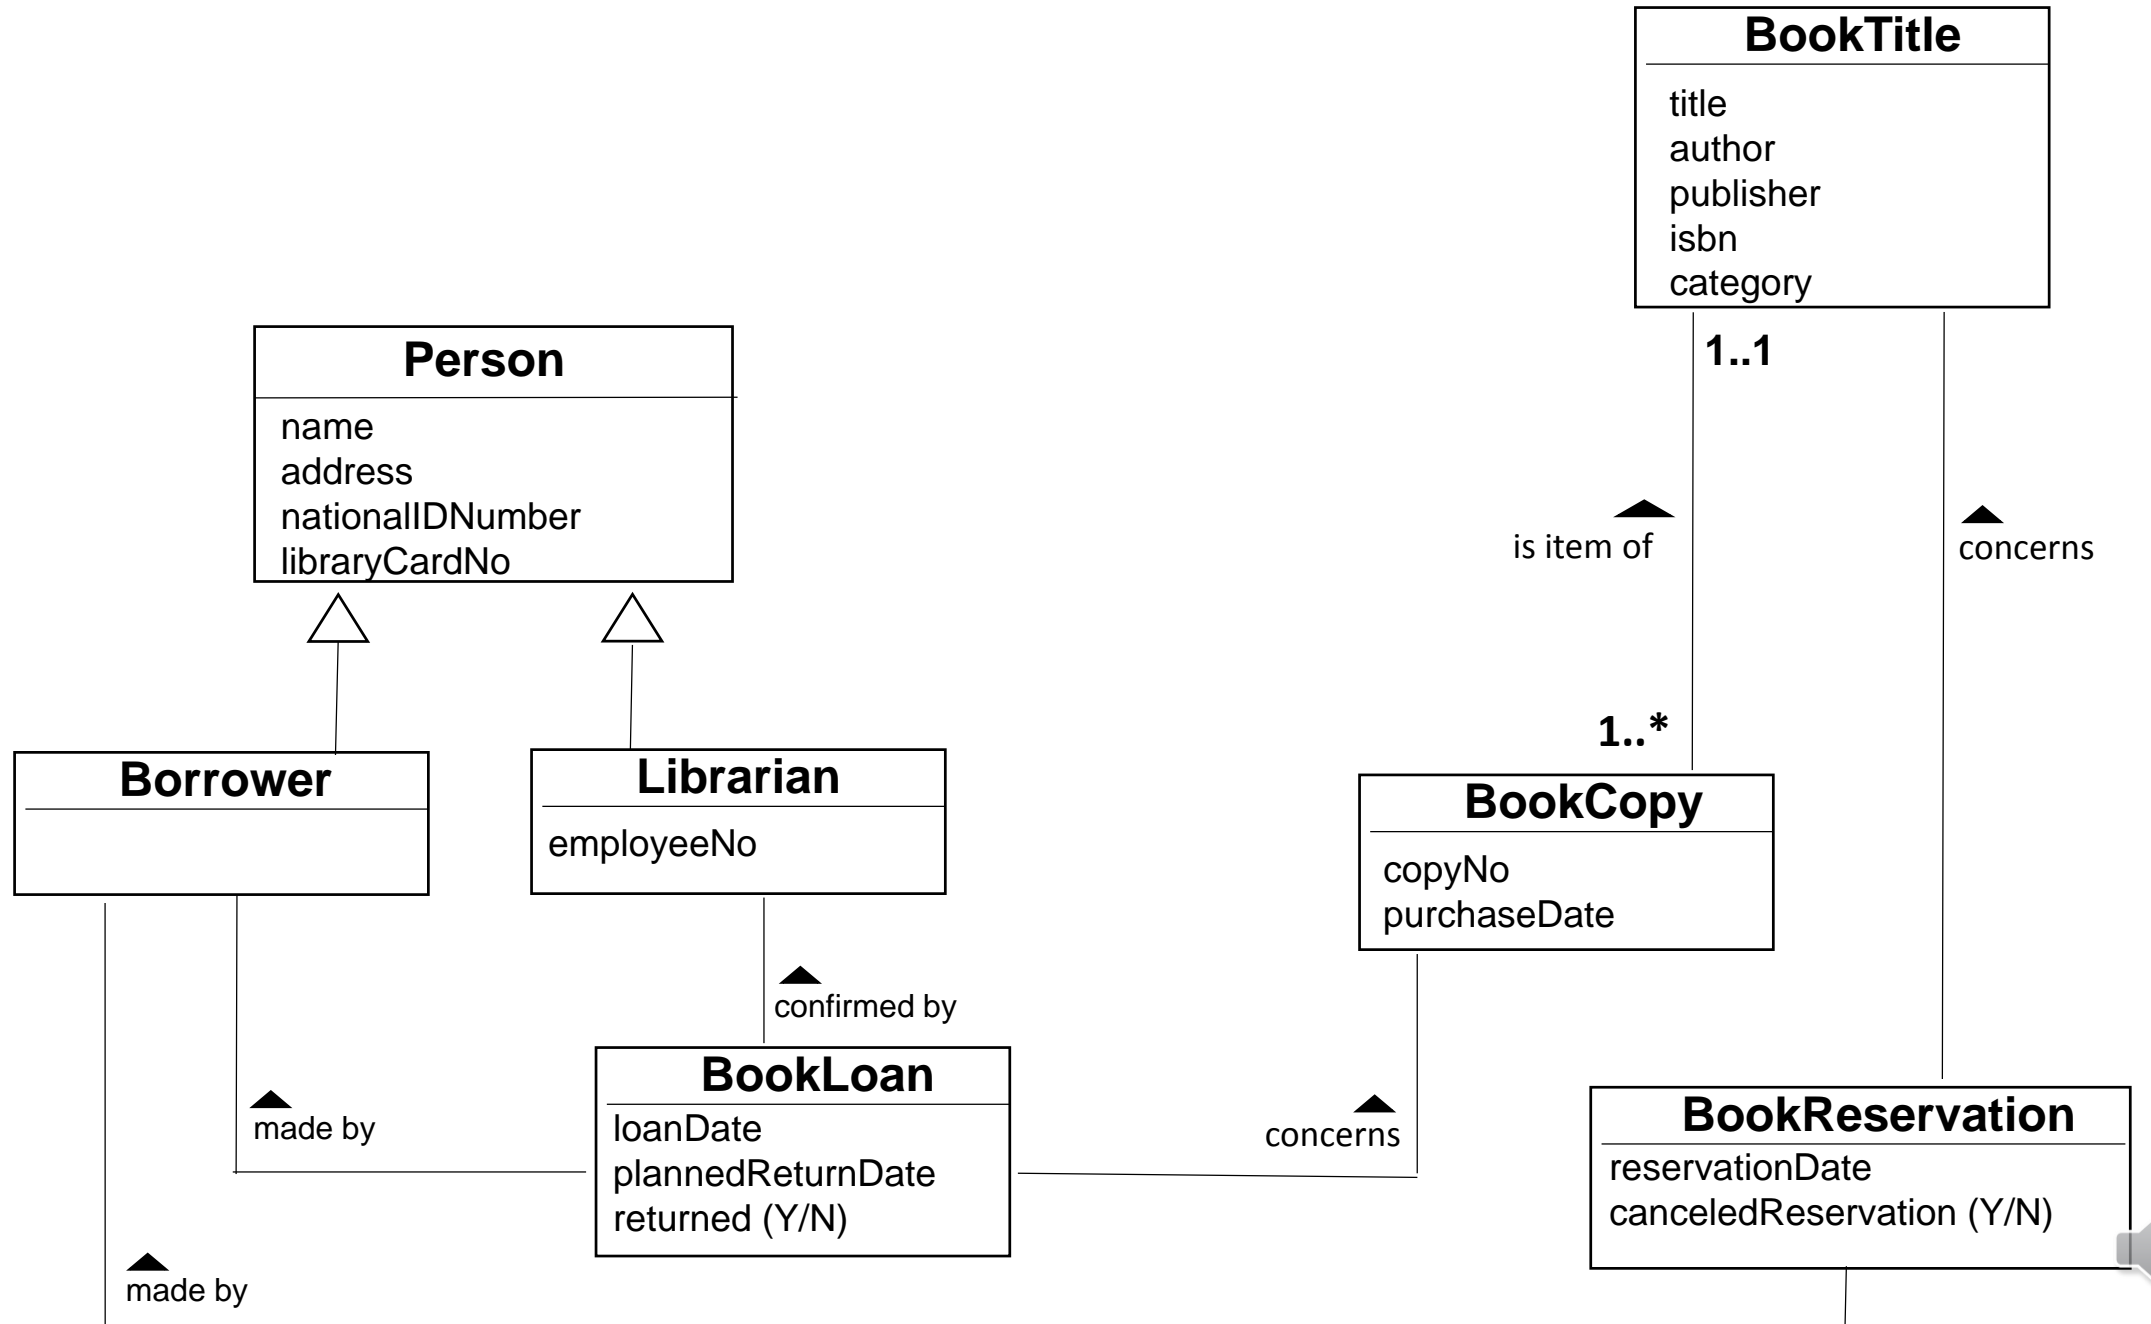 BookTitle
title
author
publisher
isbn
category
1..1
Person
name
address
nationalIDNumber
libraryCardNo
is item of
concerns
1..*
Borrower
Librarian
employeeNo
BookCopy
copyNo
purchaseDate
confirmed by
made by
BookLoan
loanDate
plannedReturnDate
returned (Y/N)
concerns
BookReservation
reservationDate
canceledReservation (Y/N)
made by